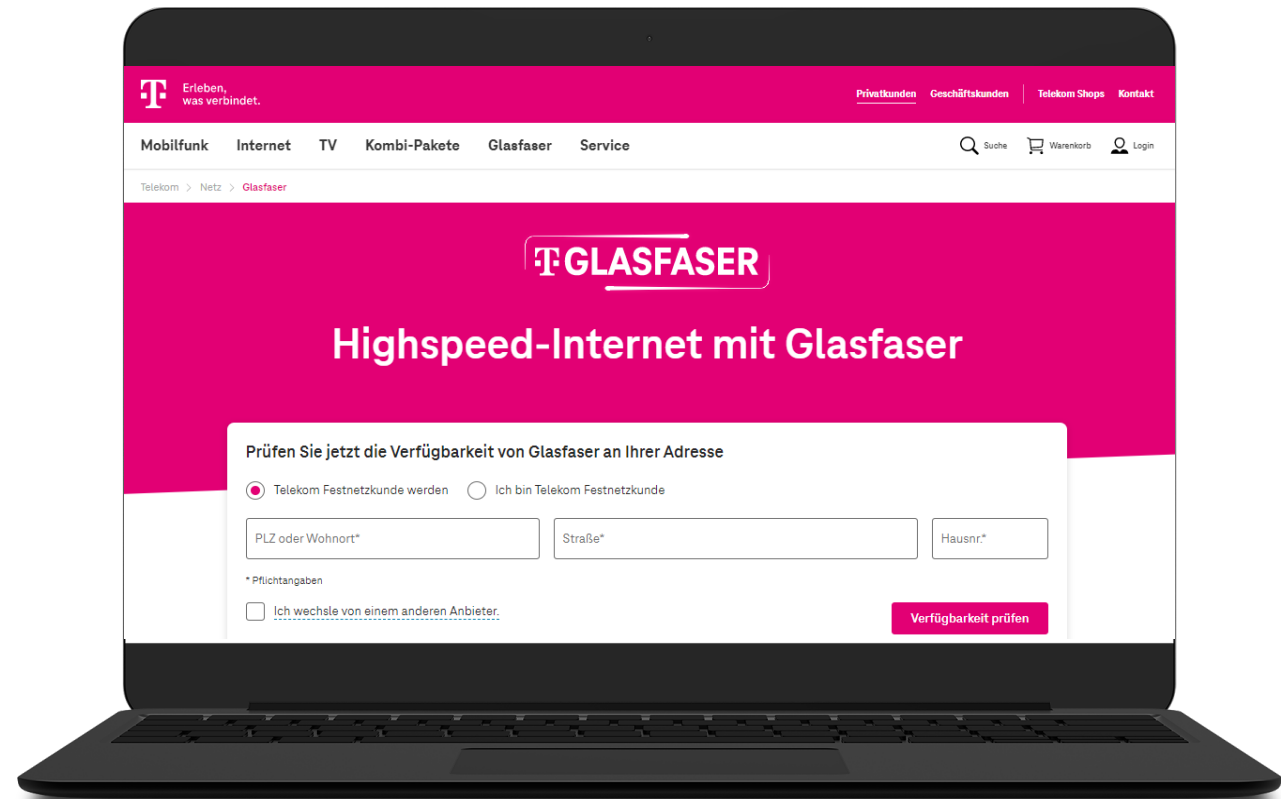 Erleben,
was verbindet.
Privatkunden Geschäftskunden Telekom Shops Kontakt
Mobilfunk Internet TV Kombi-Pakete Glasfaser Service Suche Warenkorb Login
Telekom > Netz > Glasfaser
T GLASFASER
Highspeed-Internet mit Glasfaser
Prüfen Sie jetzt die Verfügbarkeit von Glasfaser an Ihrer Adresse
Telekom Festnetzkunde werden Ich bin Telekom Festnetzkunde
PLZ oder Wohnort* Straße* Hausnr.*
* Pflichtangaben
Ich wechsle von einem anderen Anbieter.
Verfügbarkeit prüfen